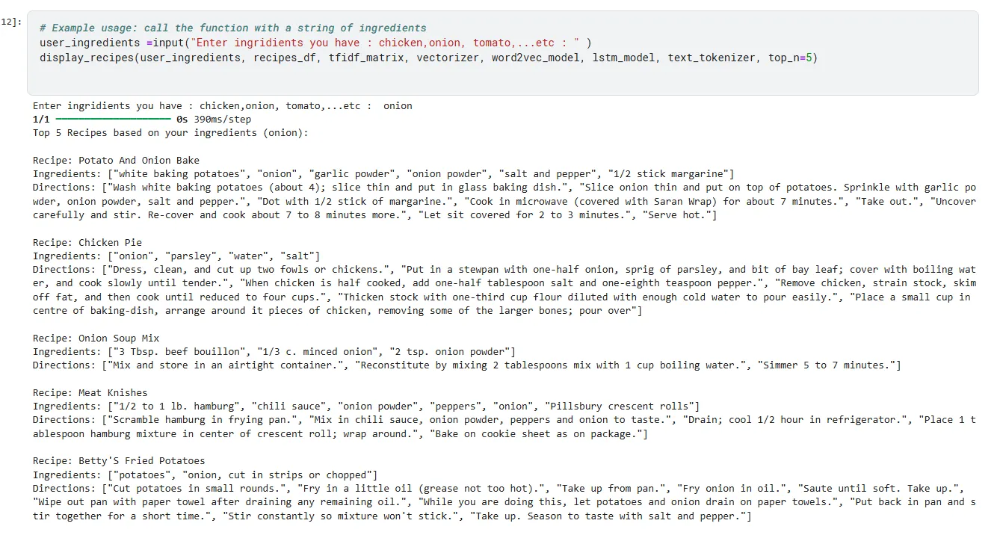 12]:
# Example usage: call the function with a string of ingredients
user_ingredients =input("Enter ingridients you have : chicken,onion, tomato,...etc : " )
display_recipes(user_ingredients, recipes_df, tfidf_matrix, vectorizer, word2vec_model, lstm_model, text_tokenizer, top_n=5)
Enter ingridients you have : chicken,onion, tomato,...etc :  onion
1/1 ━━━━━━━━━━━━━━━━━━━━ 0s 390ms/step
Top 5 Recipes based on your ingredients (onion):
Recipe: Potato And Onion Bake
Ingredients: ["white baking potatoes", "onion", "garlic powder", "onion powder", "salt and pepper", "1/2 stick margarine"]
Directions: ["Wash white baking potatoes (about 4); slice thin and put in glass baking dish.", "Slice onion thin and put on top of potatoes. Sprinkle with garlic po
wder, onion powder, salt and pepper.", "Dot with 1/2 stick of margarine.", "Cook in microwave (covered with Saran Wrap) for about 7 minutes.", "Take out.", "Uncover
carefully and stir. Re-cover and cook about 7 to 8 minutes more.", "Let sit covered for 2 to 3 minutes.", "Serve hot."]
Recipe: Chicken Pie
Ingredients: ["onion", "parsley", "water", "salt"]
Directions: ["Dress, clean, and cut up two fowls or chickens.", "Put in a stewpan with one-half onion, sprig of parsley, and bit of bay leaf; cover with boiling wat
er, and cook slowly until tender.", "When chicken is half cooked, add one-half tablespoon salt and one-eighth teaspoon pepper.", "Remove chicken, strain stock, skim
off fat, and then cook until reduced to four cups.", "Thicken stock with one-third cup flour diluted with enough cold water to pour easily.", "Place a small cup in
centre of baking-dish, arrange around it pieces of chicken, removing some of the larger bones; pour over"]
Recipe: Onion Soup Mix
Ingredients: ["3 Tbsp. beef bouillon", "1/3 c. minced onion", "2 tsp. onion powder"]
Directions: ["Mix and store in an airtight container.", "Reconstitute by mixing 2 tablespoons mix with 1 cup boiling water.", "Simmer 5 to 7 minutes."]
Recipe: Meat Knishes
Ingredients: ["1/2 to 1 lb. hamburg", "chili sauce", "onion powder", "peppers", "onion", "Pillsbury crescent rolls"]
Directions: ["Scramble hamburg in frying pan.", "Mix in chili sauce, onion powder, peppers and onion to taste.", "Drain; cool 1/2 hour in refrigerator.", "Place 1 t
ablespoon hamburg mixture in center of crescent roll; wrap around.", "Bake on cookie sheet as on package."]
Recipe: Betty'S Fried Potatoes
Ingredients: ["potatoes", "onion, cut in strips or chopped"]
Directions: ["Cut potatoes in small rounds.", "Fry in a little oil (grease not too hot).", "Take up from pan.", "Fry onion in oil.", "Saute until soft. Take up.",
"Wipe out pan with paper towel after draining any remaining oil.", "While you are doing this, let potatoes and onion drain on paper towels.", "Put back in pan and s
tir together for a short time.", "Stir constantly so mixture won't stick.", "Take up. Season to taste with salt and pepper."]